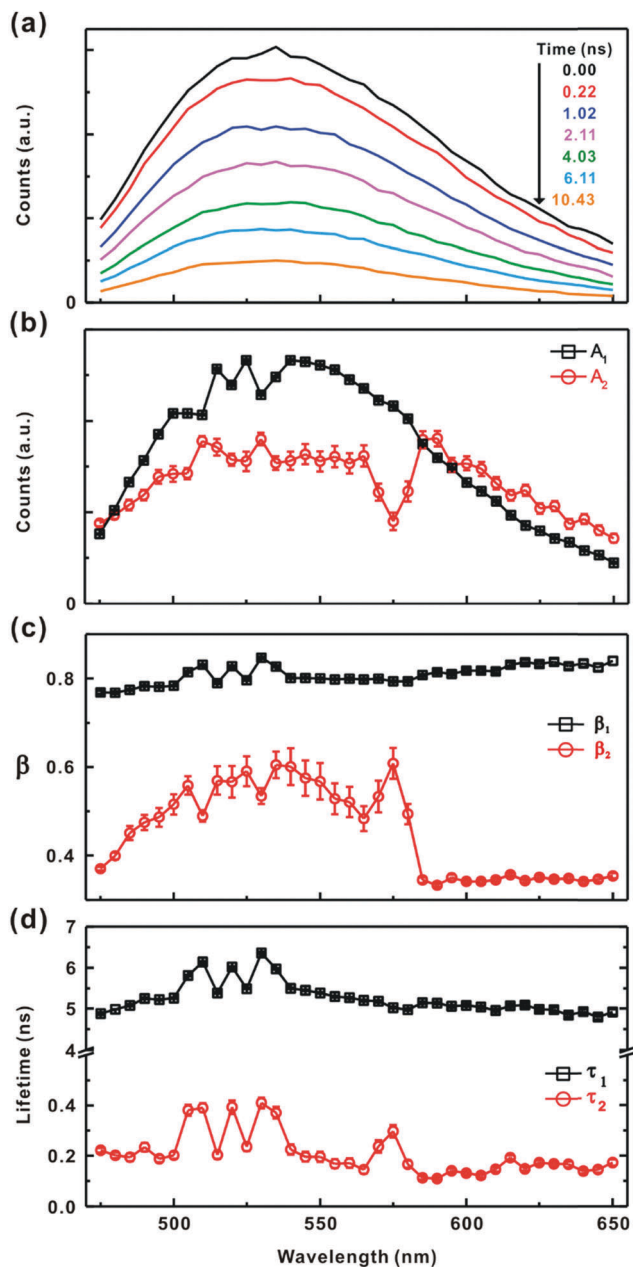 (a)
Counts (a.u.)
0
Time (ns)
0.00
0.22
1.02
2.11
4.03
6.11
10.43
(b)
Counts (a.u.)
0
A₁
A₂
(c)
β
0.8
0.6
0.4
β₁
β₂
(d)
Lifetime (ns)
7
6
5
4
0.4
0.2
0.0
τ₁
τ₂
500 550 600 650
Wavelength (nm)